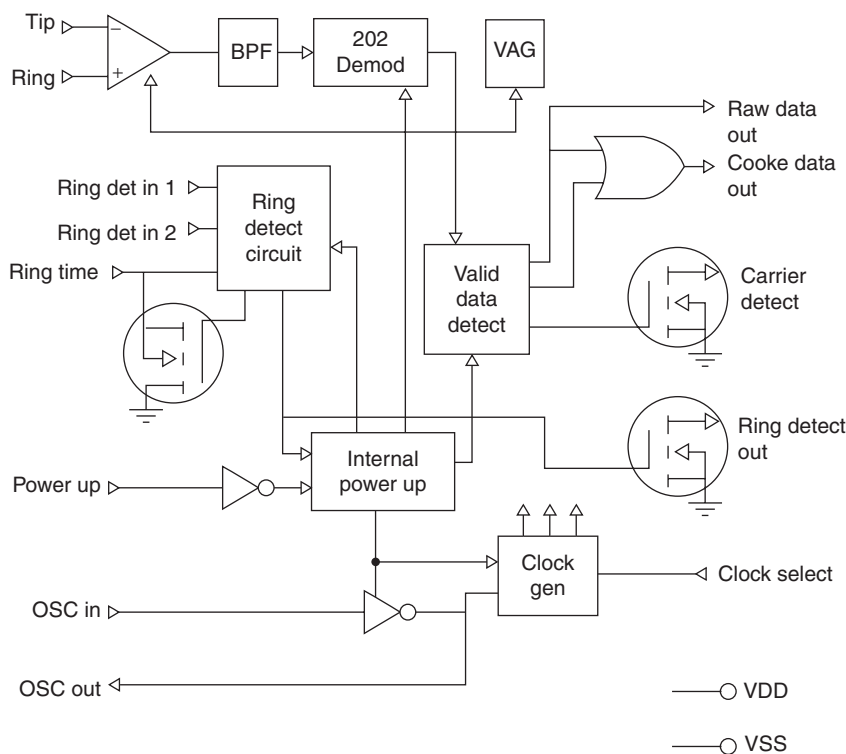 Tip
−
BPF
202
Demod
VAG
Ring
+
Raw data
out
Cooke data
out
Ring det in 1
Ring
detect
circuit
Ring det in 2
Ring time
Valid
data
detect
Carrier
detect
Ring detect
out
Internal
power up
Power up
Clock
gen
Clock select
OSC in
OSC out
VDD
VSS